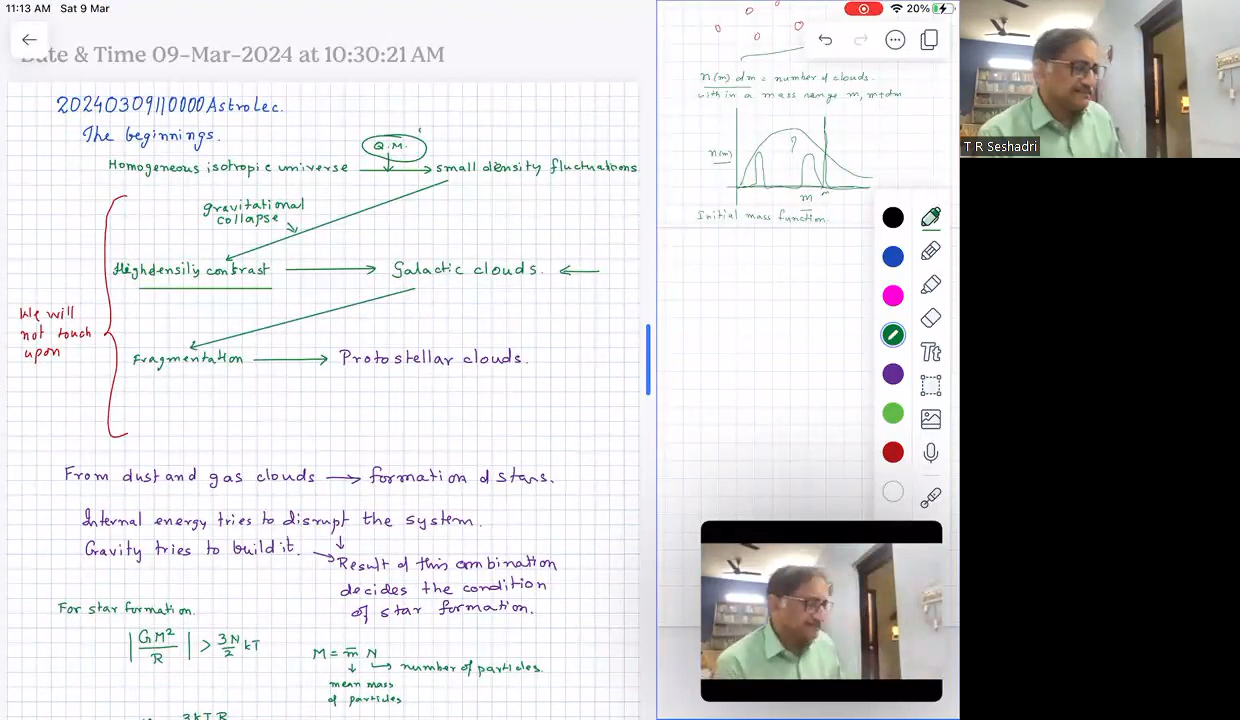 11:13 AM Sat 9 Mar
20%
Date & Time 09-Mar-2024 at 10:30:21 AM
20240309110000AstroLec.
The beginnings.
Q.M.
Homogeneous isotropic universe → small density fluctuations
gravitational
collapse
High density contrast → Galactic clouds. ←
We will
not touch
upon
Fragmentation → Protostellar clouds.
From dust and gas clouds → formation of stars.
Internal energy tries to disrupt the system.
Gravity tries to build it. → Result of this combination
decides the condition
of star formation.
For star formation.
|GM²/R| > 3N/2 kT
M = m̅ N
↳ number of particles.
mean mass
of particles
3kTR
n(m) dm = number of clouds
with in a mass range m, m+dm
n(m)
?
m
Initial mass function.
Tt
T R Seshadri